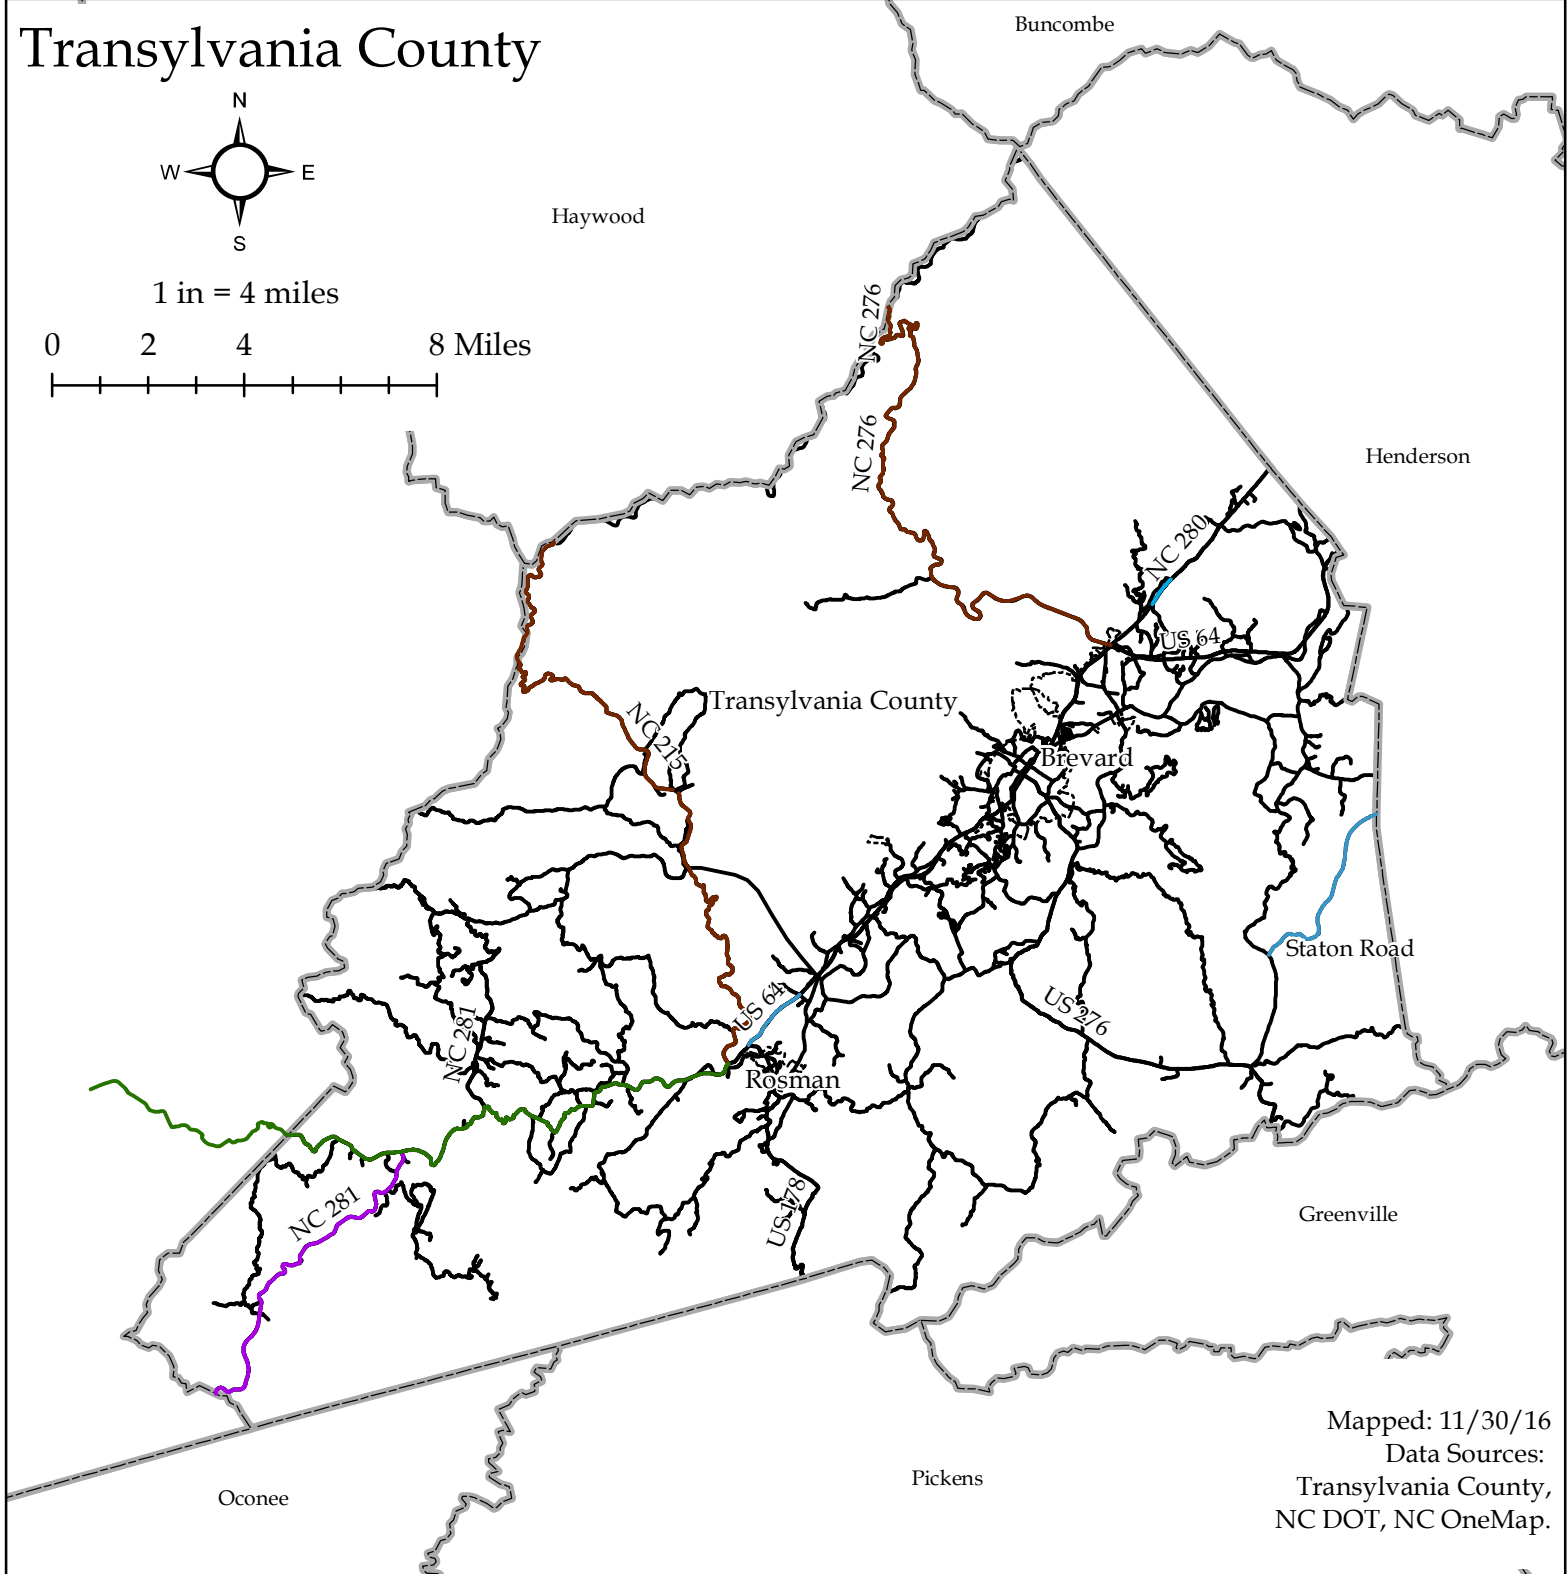 Buncombe
Transylvania County
N
W
E
S
Haywood
1 in = 4 miles
0 2 4 8 Miles
NC 276
NC 276
Henderson
NC 280
US 64
Transylvania County
NC 215
Brevard
Staton Road
US 64
US 276
NC 281
Rosman
NC 281
US 178
Greenville
Mapped: 11/30/16
Data Sources:
Transylvania County,
NC DOT, NC OneMap.
Pickens
Oconee